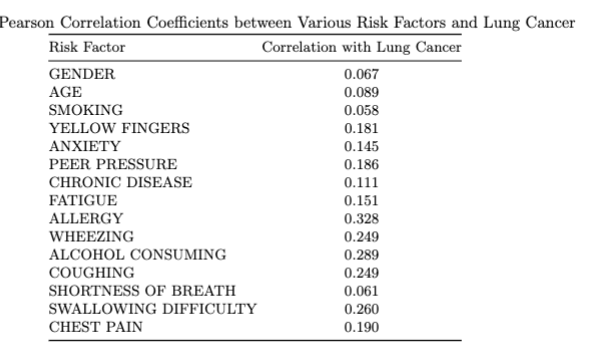 Pearson Correlation Coefficients between Various Risk Factors and Lung Cancer
Risk Factor Correlation with Lung Cancer
GENDER 0.067
AGE 0.089
SMOKING 0.058
YELLOW FINGERS 0.181
ANXIETY 0.145
PEER PRESSURE 0.186
CHRONIC DISEASE 0.111
FATIGUE 0.151
ALLERGY 0.328
WHEEZING 0.249
ALCOHOL CONSUMING 0.289
COUGHING 0.249
SHORTNESS OF BREATH 0.061
SWALLOWING DIFFICULTY 0.260
CHEST PAIN 0.190